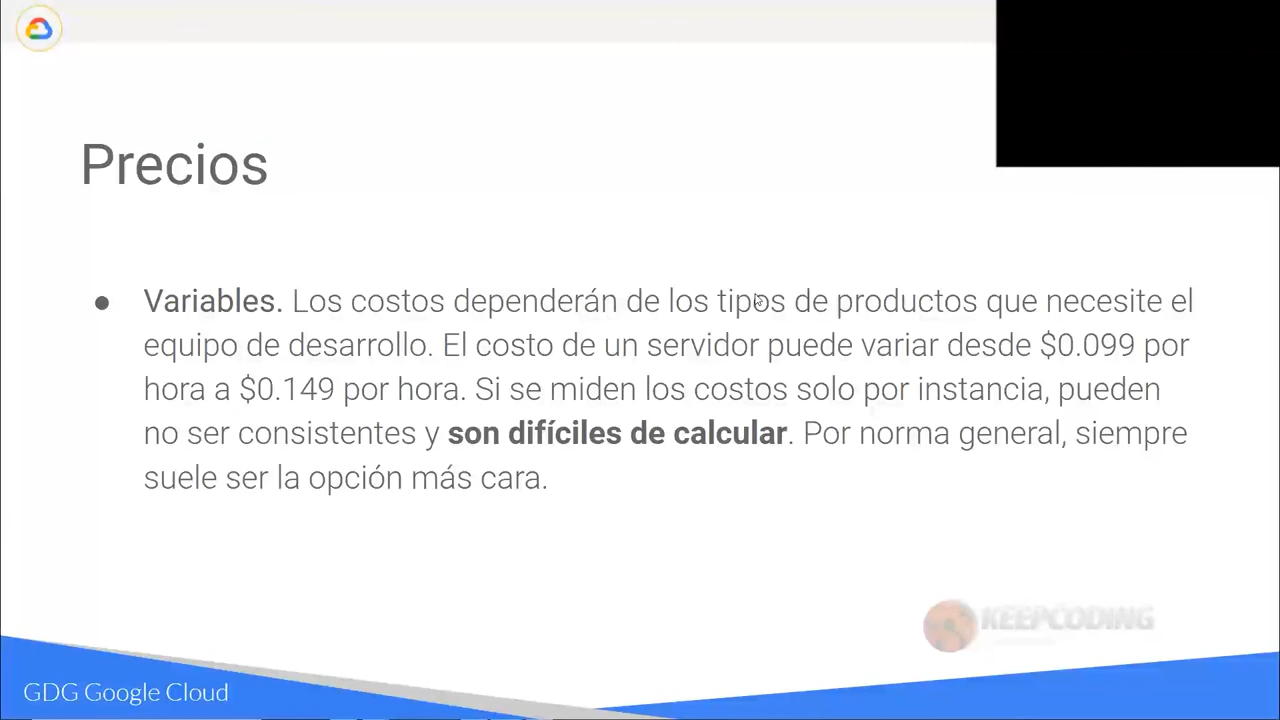 Precios
● Variables. Los costos dependerán de los tipos de productos que necesite el
equipo de desarrollo. El costo de un servidor puede variar desde $0.099 por
hora a $0.149 por hora. Si se miden los costos solo por instancia, pueden
no ser consistentes y son difíciles de calcular. Por norma general, siempre
suele ser la opción más cara.
KEEPCODING
GDG Google Cloud